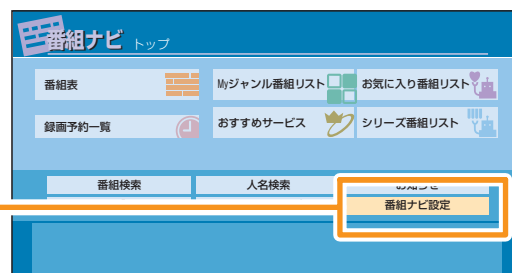 番組ナビ トップ
番組表
Myジャンル番組リスト
お気に入り番組リスト
録画予約一覧
おすすめサービス
シリーズ番組リスト
番組検索
人名検索
お知らせ
番組ナビ設定